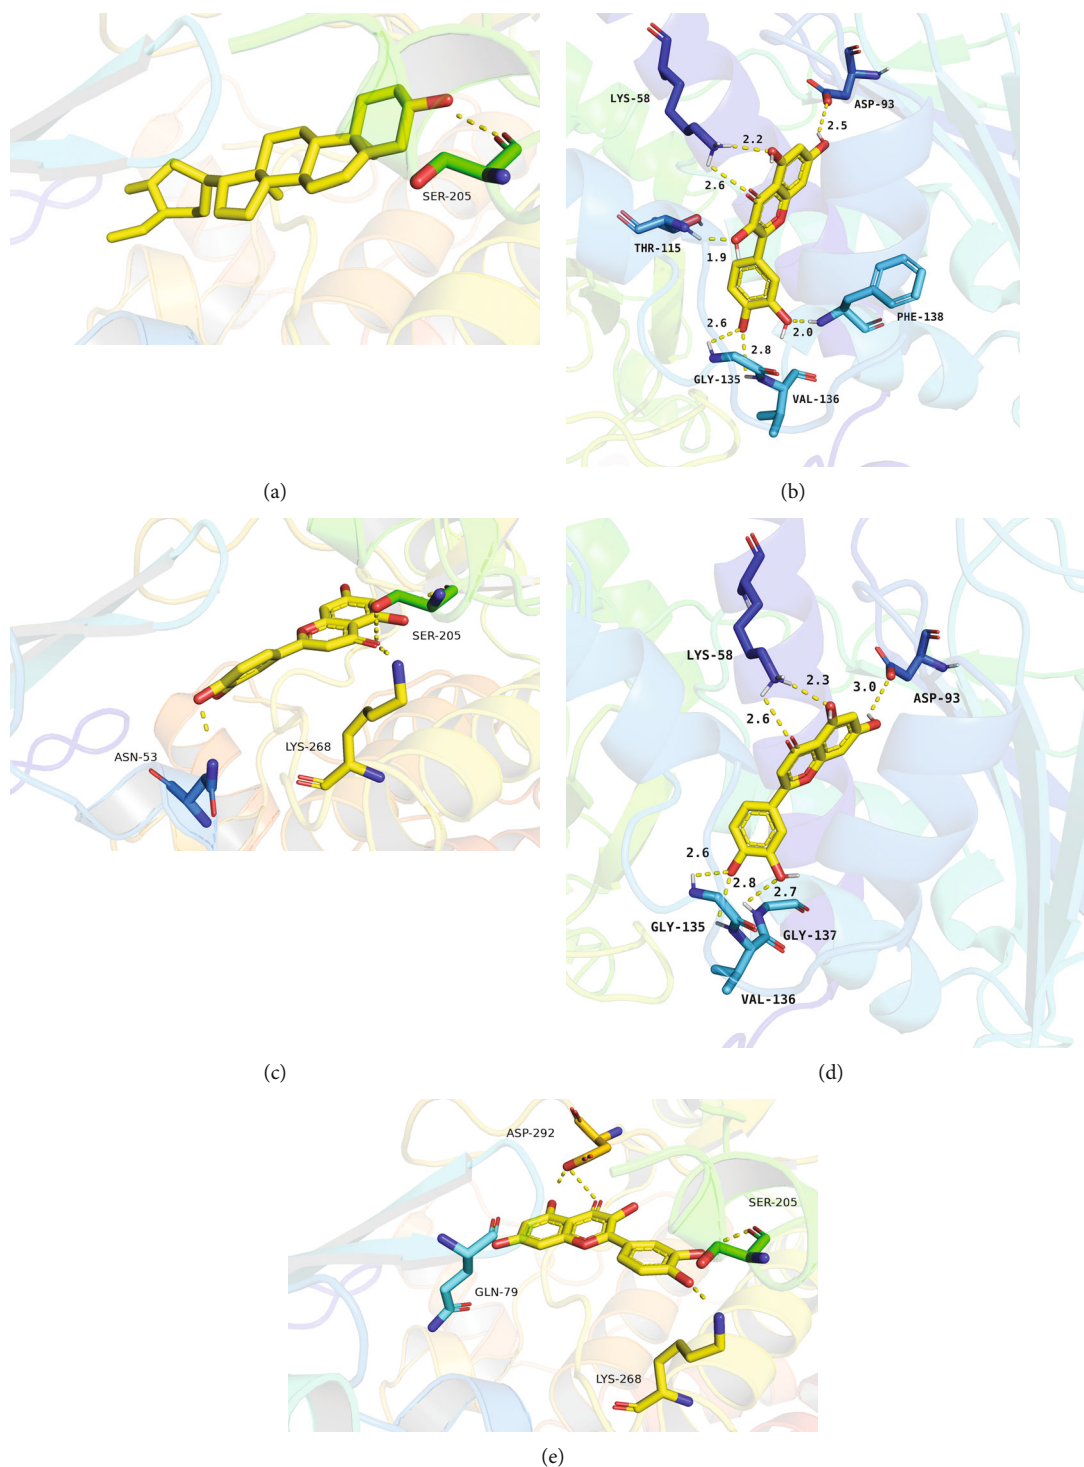 SER-205
(a)
LYS-58
ASP-93
2.5
2.2
2.6
THR-115
1.9
PHE-138
2.6
2.0
2.8
GLY-135
VAL-136
(b)
SER-205
LYS-268
ASN-53
(c)
LYS-58
ASP-93
2.3
3.0
2.6
2.6
2.8
2.7
GLY-135
GLY-137
VAL-136
(d)
ASP-292
SER-205
GLN-79
LYS-268
(e)